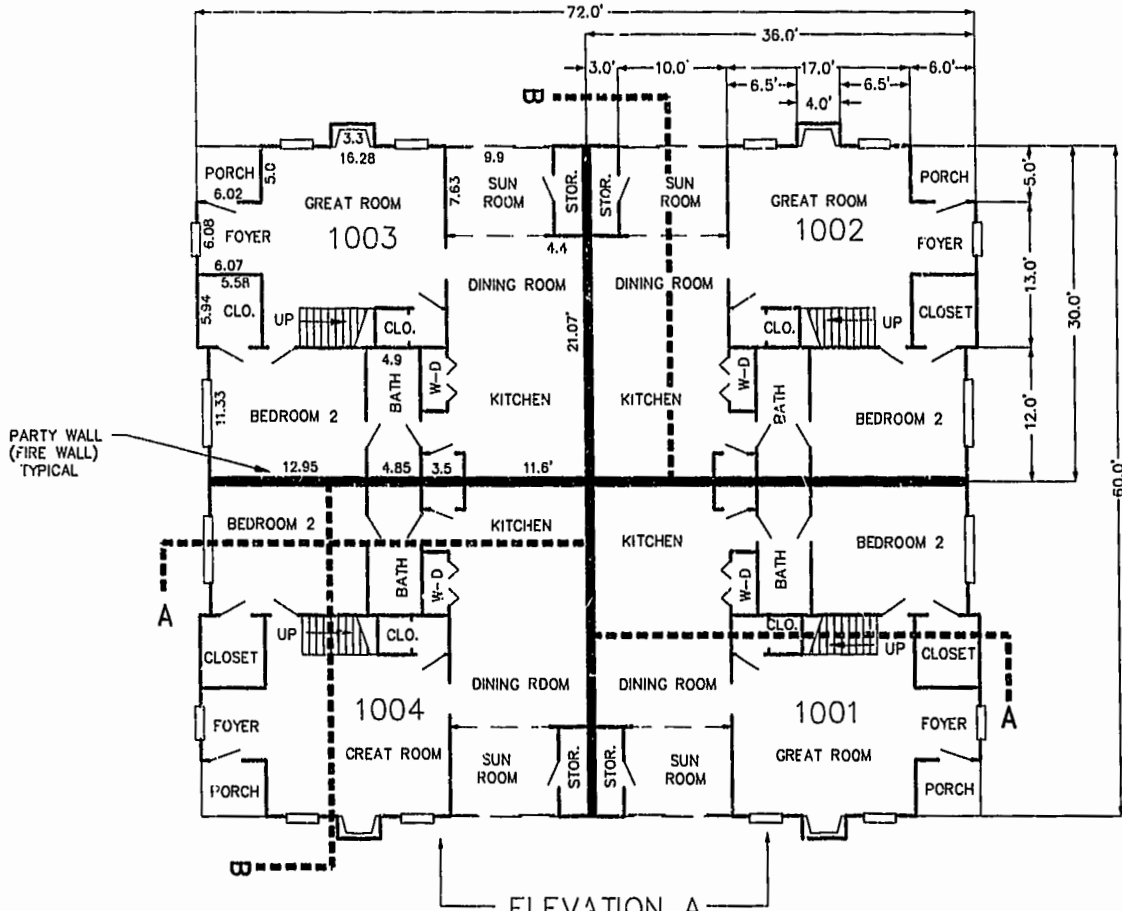 72.0'
36.0'
3.0' 10.0' 17.0' 6.0'
6.5' 4.0' 6.5'
B
3.3
16.28 9.9
PORCH 5.0 7.63 SUN ROOM STOR. STOR. SUN ROOM PORCH 5.0'
6.02 GREAT ROOM GREAT ROOM
6.08 FOYER 1003 4.4 1002 FOYER
6.07 DINING ROOM DINING ROOM 13.0'
5.58
5.94 CLO. UP CLO. 21.07' CLO. UP CLOSET 30.0'
4.9
11.33 BEDROOM 2 BATH W-D KITCHEN KITCHEN W-D BATH BEDROOM 2 12.0'
PARTY WALL
(FIRE WALL)
TYPICAL
12.95 4.85 3.5 11.6'
60.0'
BEDROOM 2 KITCHEN KITCHEN BEDROOM 2
A BATH W-D W-D BATH
UP CLO. CLO. UP
CLOSET CLOSET
DINING ROOM DINING ROOM A
FOYER 1004 1001 FOYER
GREAT ROOM GREAT ROOM
PORCH SUN ROOM STOR. STOR. SUN ROOM PORCH
B
ELEVATION A